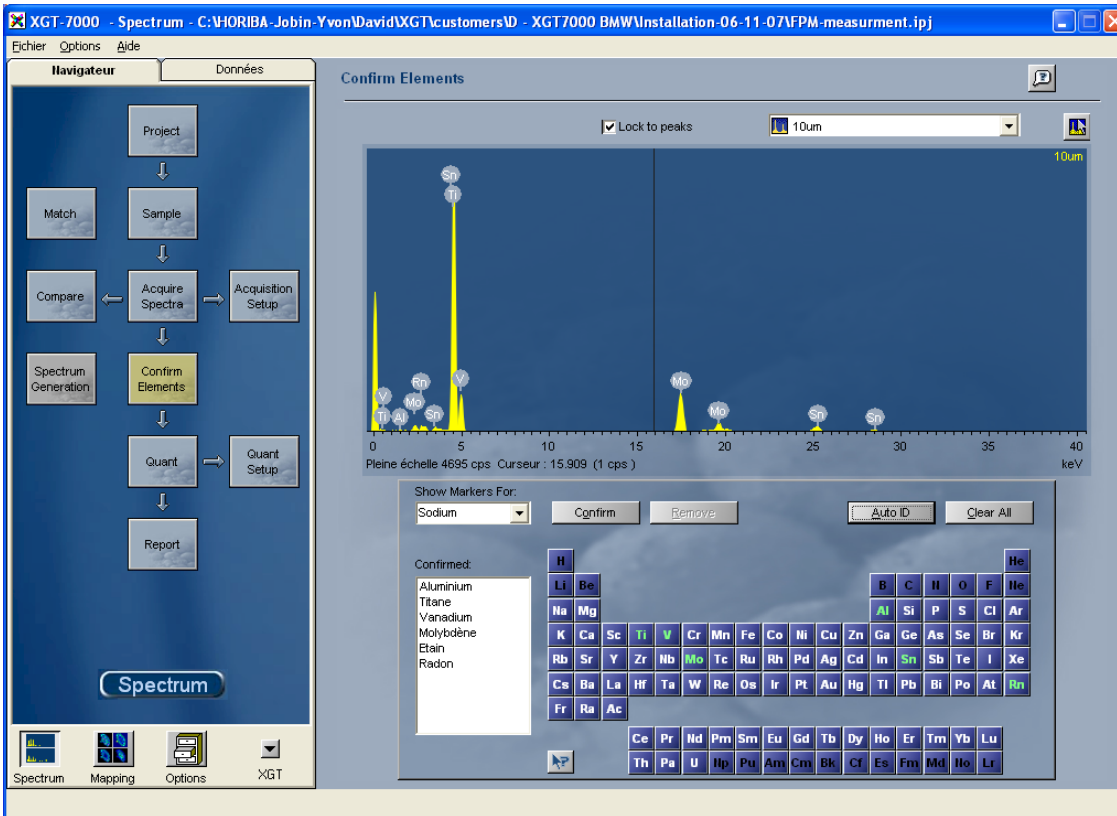 XGT-7000 - Spectrum - C:\HORIBA-Jobin-Yvon\David\XGT\customers\D - XGT7000 BMW\Installation-06-11-07\FPM-measurment.ipj
Fichier Options Aide
Navigateur Données
Project
Match Sample
Compare Acquire Spectra Acquisition Setup
Spectrum Generation Confirm Elements
Quant Quant Setup
Report
Spectrum
Spectrum Mapping Options XGT
Confirm Elements
Lock to peaks 10um
10um
Sn
Ti
Rn
V V Mo
Mo Mo
Ti Al Sn Sn Sn
0 5 10 15 20 25 30 35 40
Pleine échelle 4695 cps Curseur : 15.909 (1 cps ) keV
Show Markers For:
Sodium Confirm Remove Auto ID Clear All
Confirmed:
Aluminium
Titane
Vanadium
Molybdène
Etain
Radon
H He
Li Be B C N O F Ne
Na Mg Al Si P S Cl Ar
K Ca Sc Ti V Cr Mn Fe Co Ni Cu Zn Ga Ge As Se Br Kr
Rb Sr Y Zr Nb Mo Tc Ru Rh Pd Ag Cd In Sn Sb Te I Xe
Cs Ba La Hf Ta W Re Os Ir Pt Au Hg Tl Pb Bi Po At Rn
Fr Ra Ac
Ce Pr Nd Pm Sm Eu Gd Tb Dy Ho Er Tm Yb Lu
Th Pa U Np Pu Am Cm Bk Cf Es Fm Md No Lr